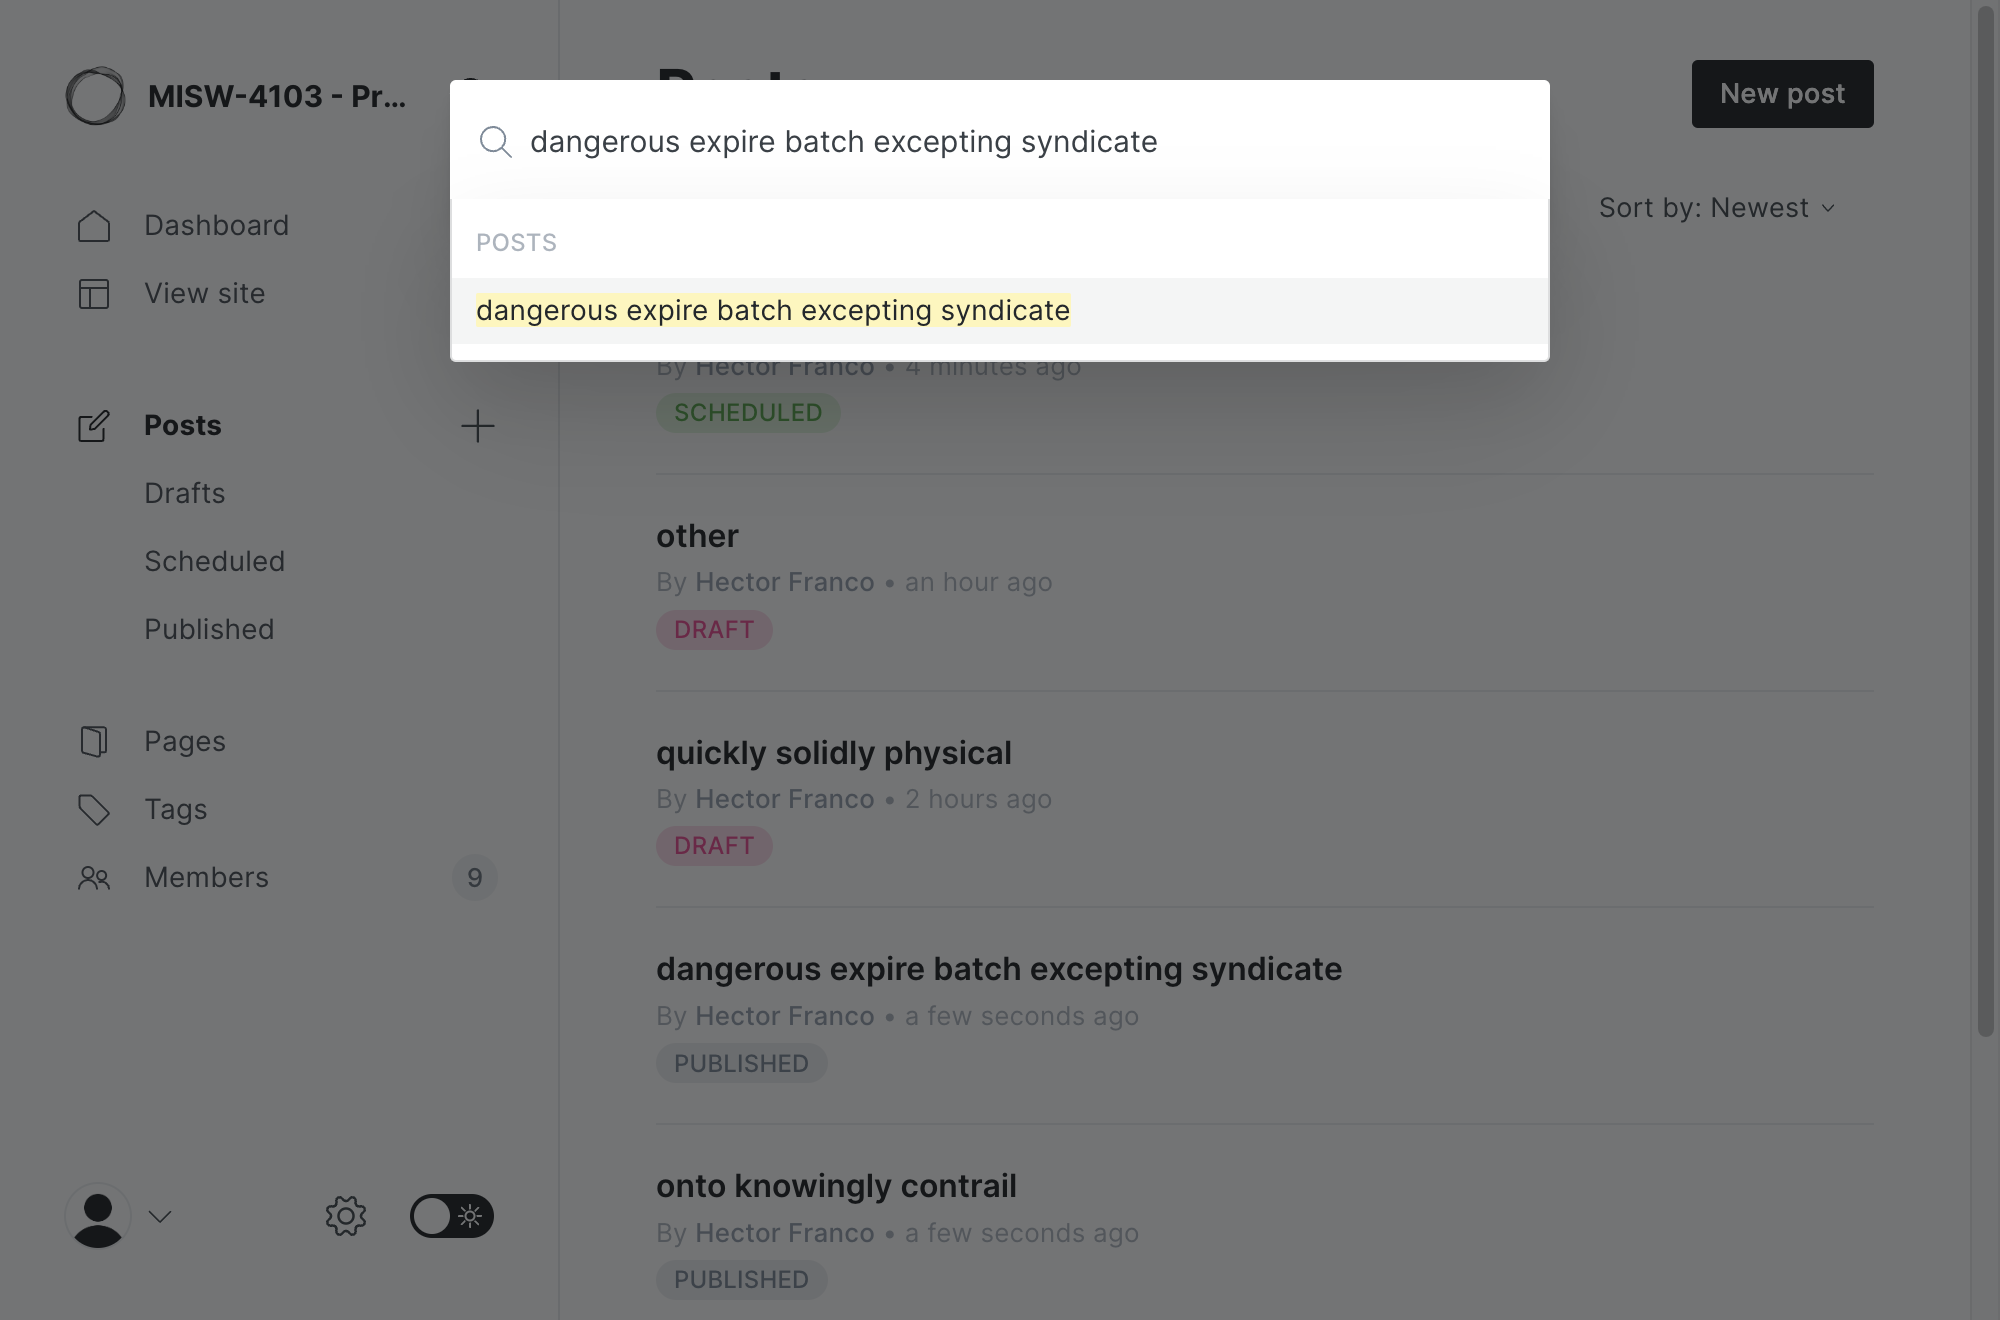 MISW-4103 - Pr...
New post
dangerous expire batch excepting syndicate
Sort by: Newest
POSTS
dangerous expire batch excepting syndicate
Dashboard
View site
Posts
Drafts
Scheduled
Published
Pages
Tags
Members
9
By Hector Franco • 4 minutes ago
SCHEDULED
other
By Hector Franco • an hour ago
DRAFT
quickly solidly physical
By Hector Franco • 2 hours ago
DRAFT
dangerous expire batch excepting syndicate
By Hector Franco • a few seconds ago
PUBLISHED
onto knowingly contrail
By Hector Franco • a few seconds ago
PUBLISHED